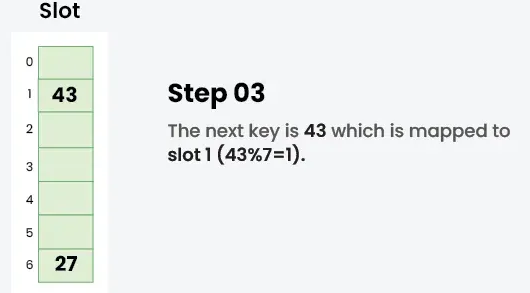 Slot
0
1 43
2
3
4
5
6 27
Step 03
The next key is 43 which is mapped to
slot 1 (43%7=1).